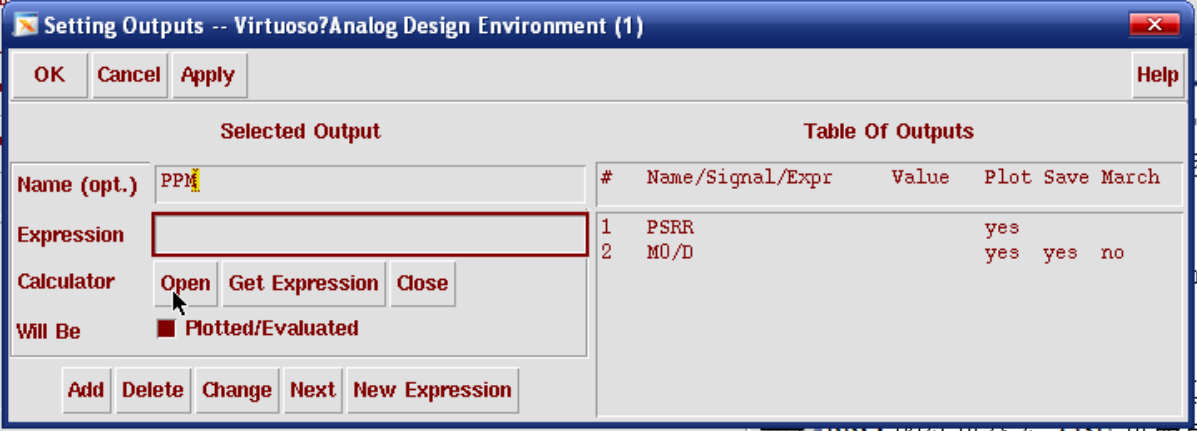 Setting Outputs -- Virtuoso?Analog Design Environment (1)
OK Cancel Apply Help
Selected Output
Name (opt.) PPM
Expression
Calculator Open Get Expression Close
Will Be Plotted/Evaluated
Add Delete Change Next New Expression
Table Of Outputs
# Name/Signal/Expr Value Plot Save March
1 PSRR yes
2 M0/D yes yes no